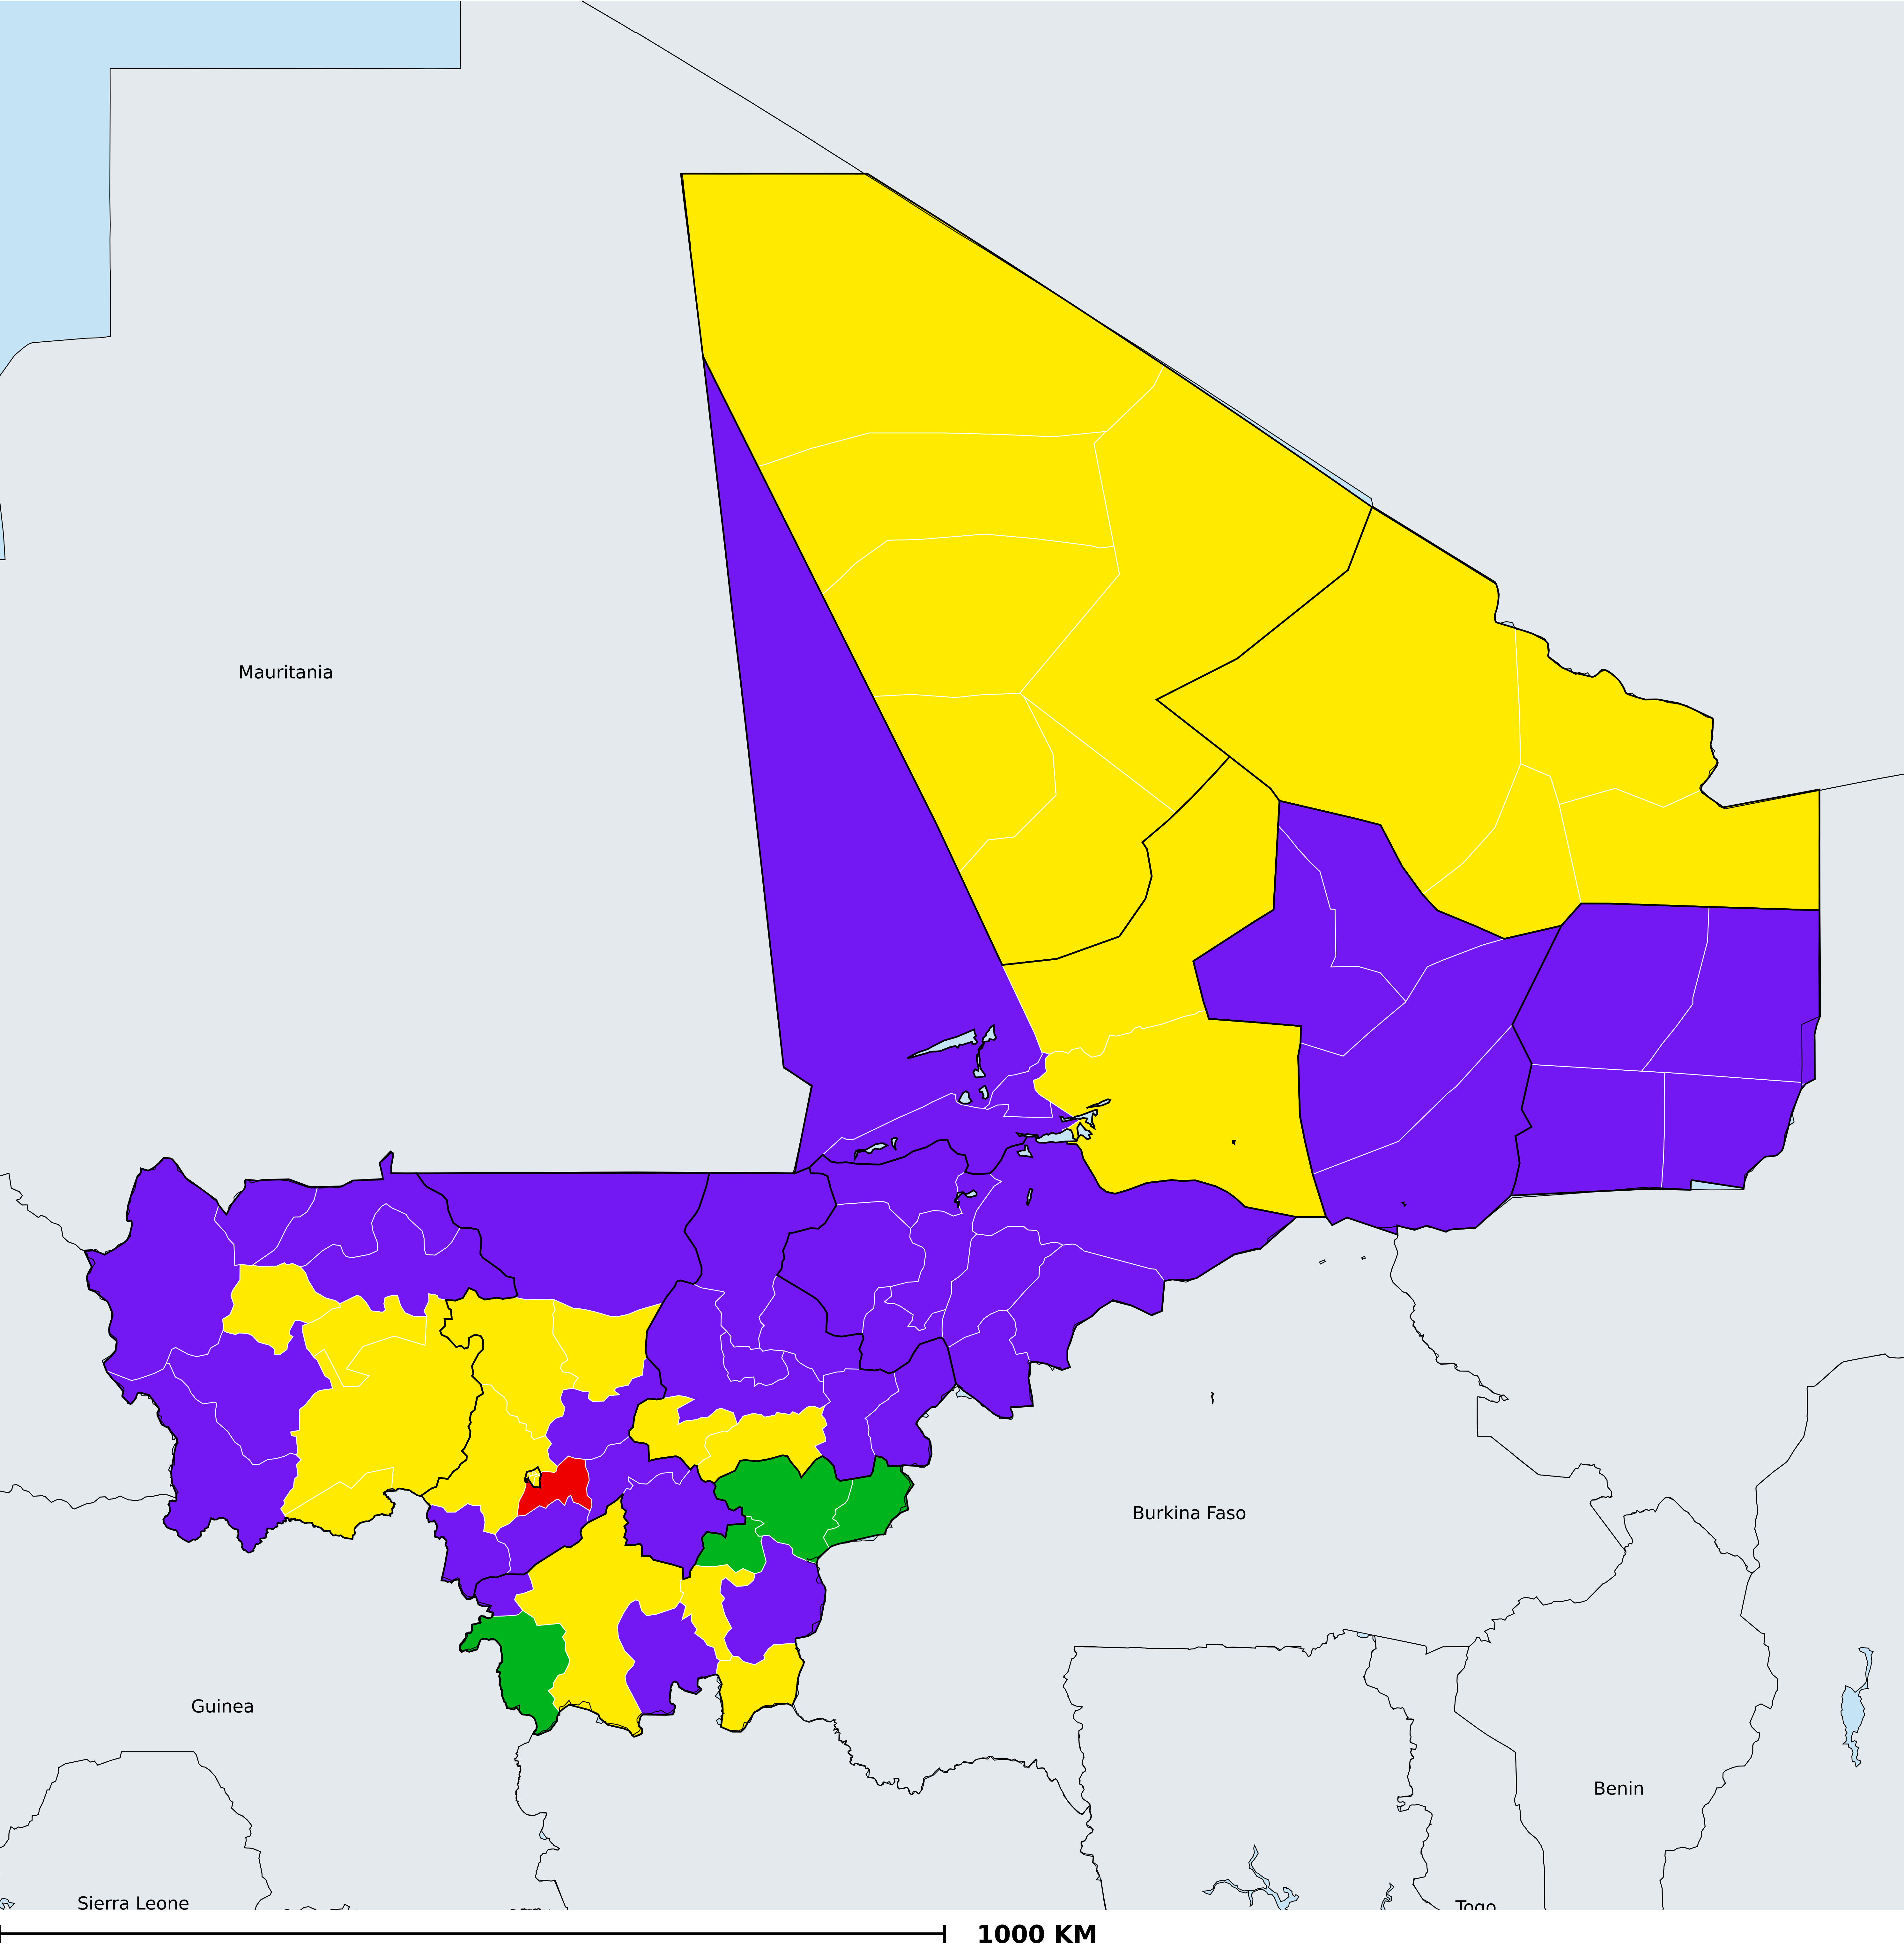 Mauritania
Burkina Faso
Guinea
Benin
Sierra Leone
Togo
1000 KM